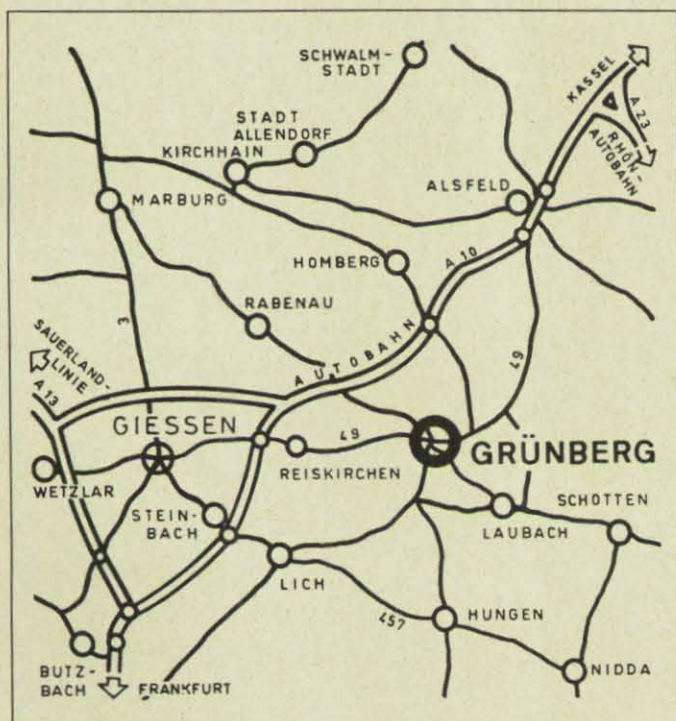 SCHWALM-
STADT
KASSEL
A 23
STADT
ALLENDORF
RHÖN-
AUTOBAHN
KIRCHHAIN
ALSFELD
MARBURG
HOMBERG
A 10
RABENAU
3
SAUERLAND-
LINIE
AUTOBAHN
49
A 13
GIESSEN
49
GRÜNBERG
REISKIRCHEN
WETZLAR
STEIN-
BACH
SCHOTTEN
LAUBACH
LICH
457
HUNGEN
BUTZ-
BACH
FRANKFURT
NIDDA